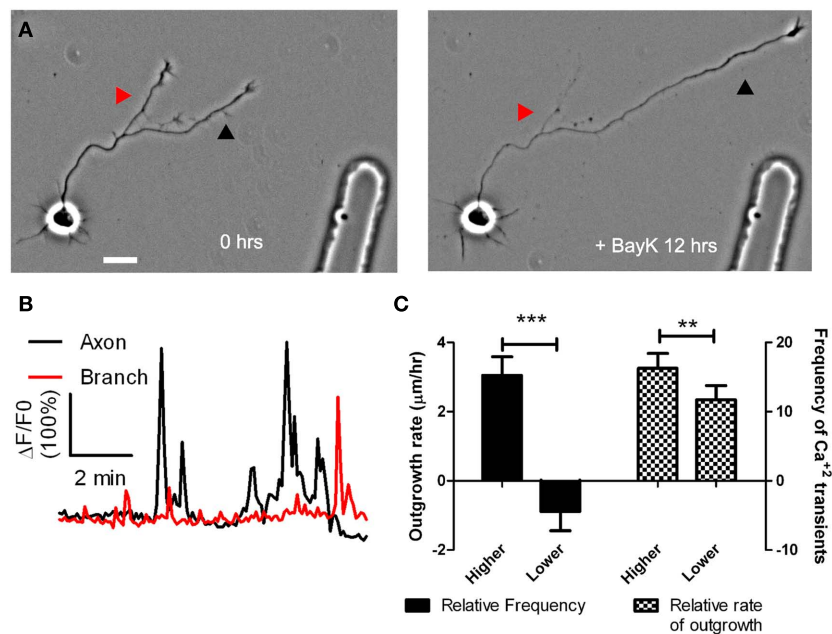 A
0 hrs
+ BayK 12 hrs
B
Axon
Branch
ΔF/F0
(100%)
2 min
C
***
**
Outgrowth rate (μm/hr)
4
2
0
-2
20
10
0
-10
Frequency of Ca+2 transients
Higher
Lower
Higher
Lower
Relative Frequency
Relative rate
of outgrowth